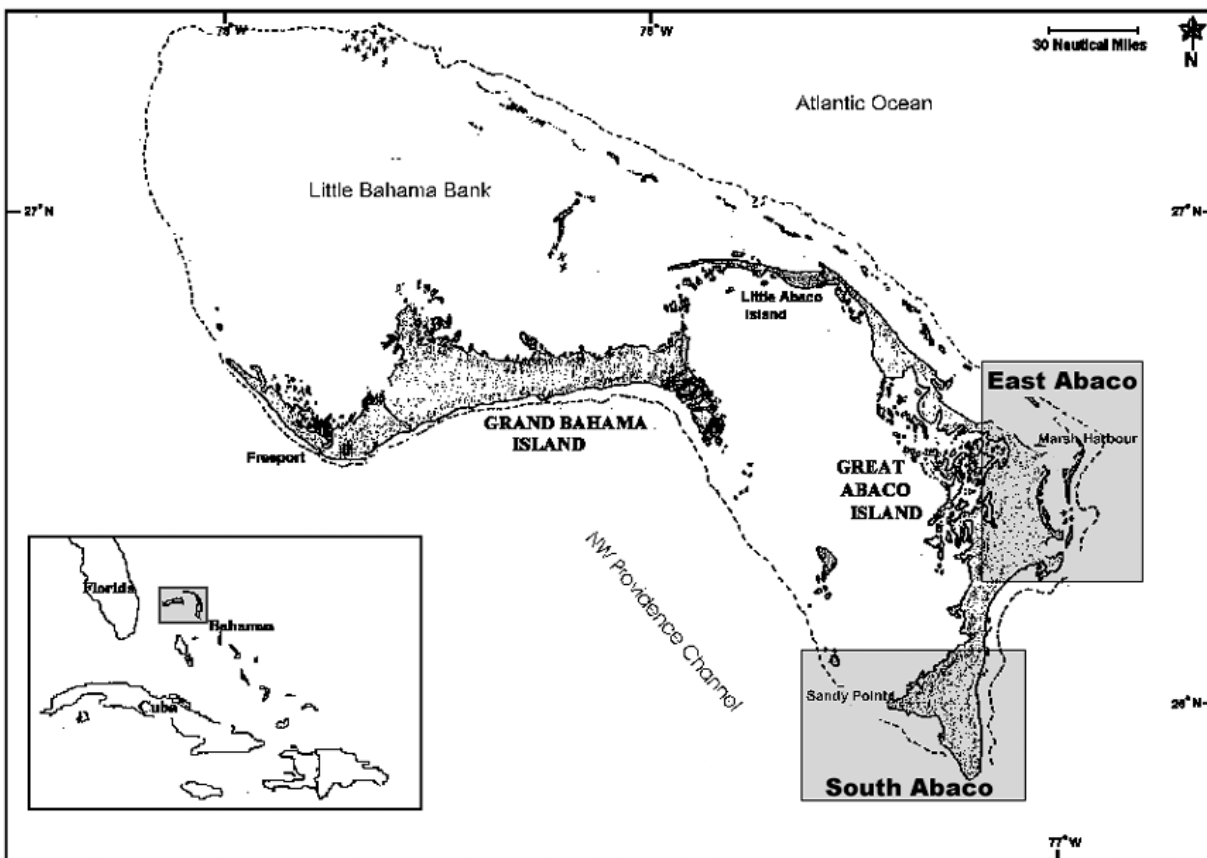 79°W
78°W
30 Nautical Miles
N
Atlantic Ocean
Little Bahama Bank
27°N
27°N
Little Abaco
Island
East Abaco
GRAND BAHAMA
ISLAND
Marsh Harbour
Freeport
GREAT
ABACO
ISLAND
NW Providence Channel
Florida
Bahamas
Cuba
Sandy Point
26°N
South Abaco
77°W